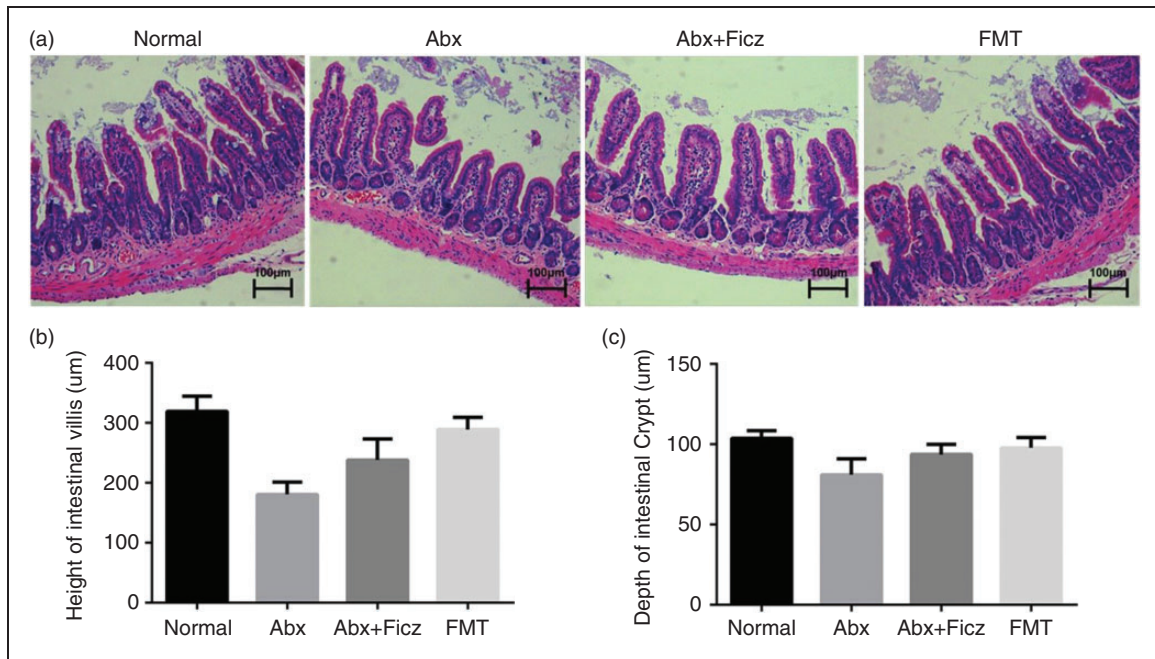 (a)
Normal Abx Abx+Ficz FMT
100μm 100μm 100μm 100μm
(b)
Height of intestinal villis (um)
400
300
200
100
0
Normal Abx Abx+Ficz FMT
(c)
Depth of intestinal Crypt (um)
150
100
50
0
Normal Abx Abx+Ficz FMT